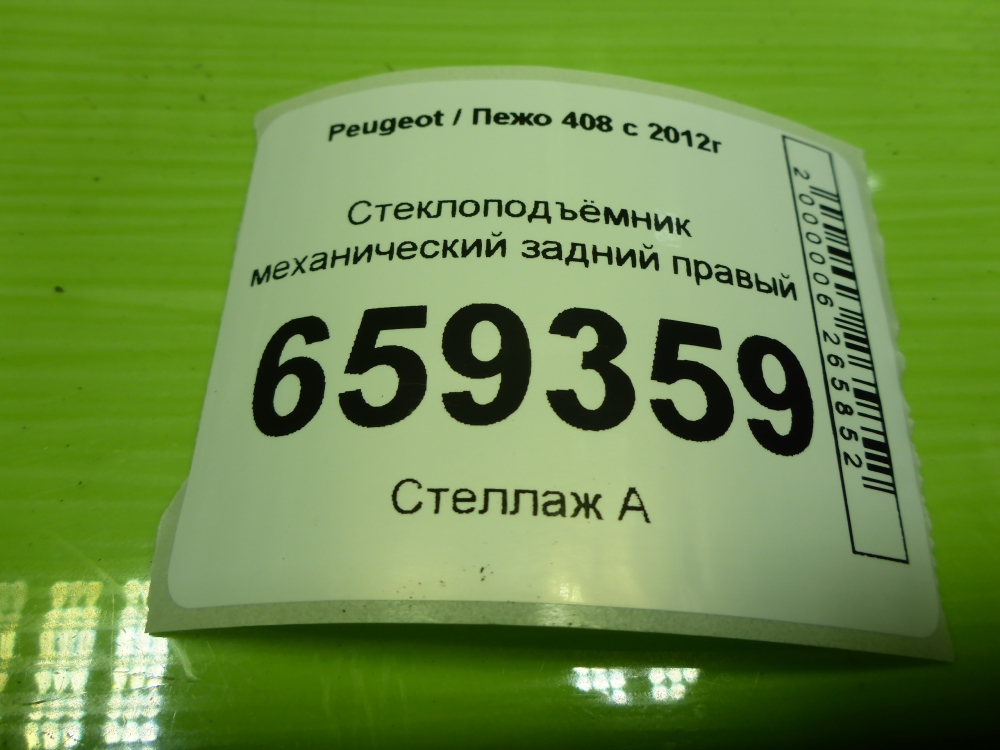 Peugeot / Пежо 408 с 2012г
Стеклоподъёмник
механический задний правый
659359
Стеллаж А
2000006265852